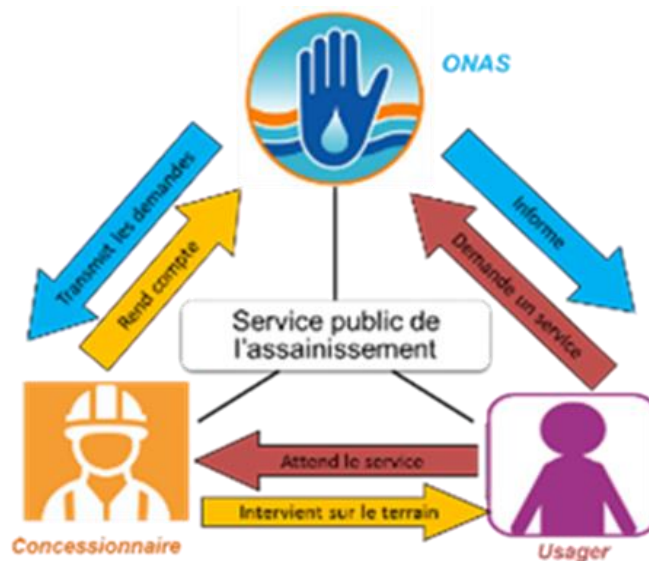 ONAS
Transmet les demandes
Rend compte
Informe
Demande un service
Service public de
l'assainissement
Attend le service
Intervient sur le terrain
Concessionnaire
Usager